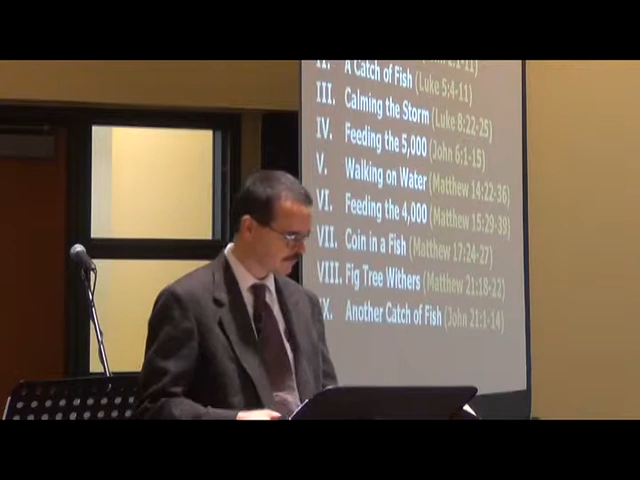 II. A Catch of Fish (Luke 5:4-11)
III. Calming the Storm (Luke 8:22-25)
IV. Feeding the 5,000 (John 6:1-15)
V. Walking on Water (Matthew 14:22-36)
VI. Feeding the 4,000 (Matthew 15:29-39)
VII. Coin in a Fish (Matthew 17:24-27)
VIII. Fig Tree Withers (Matthew 21:18-22)
IX. Another Catch of Fish (John 21:1-14)